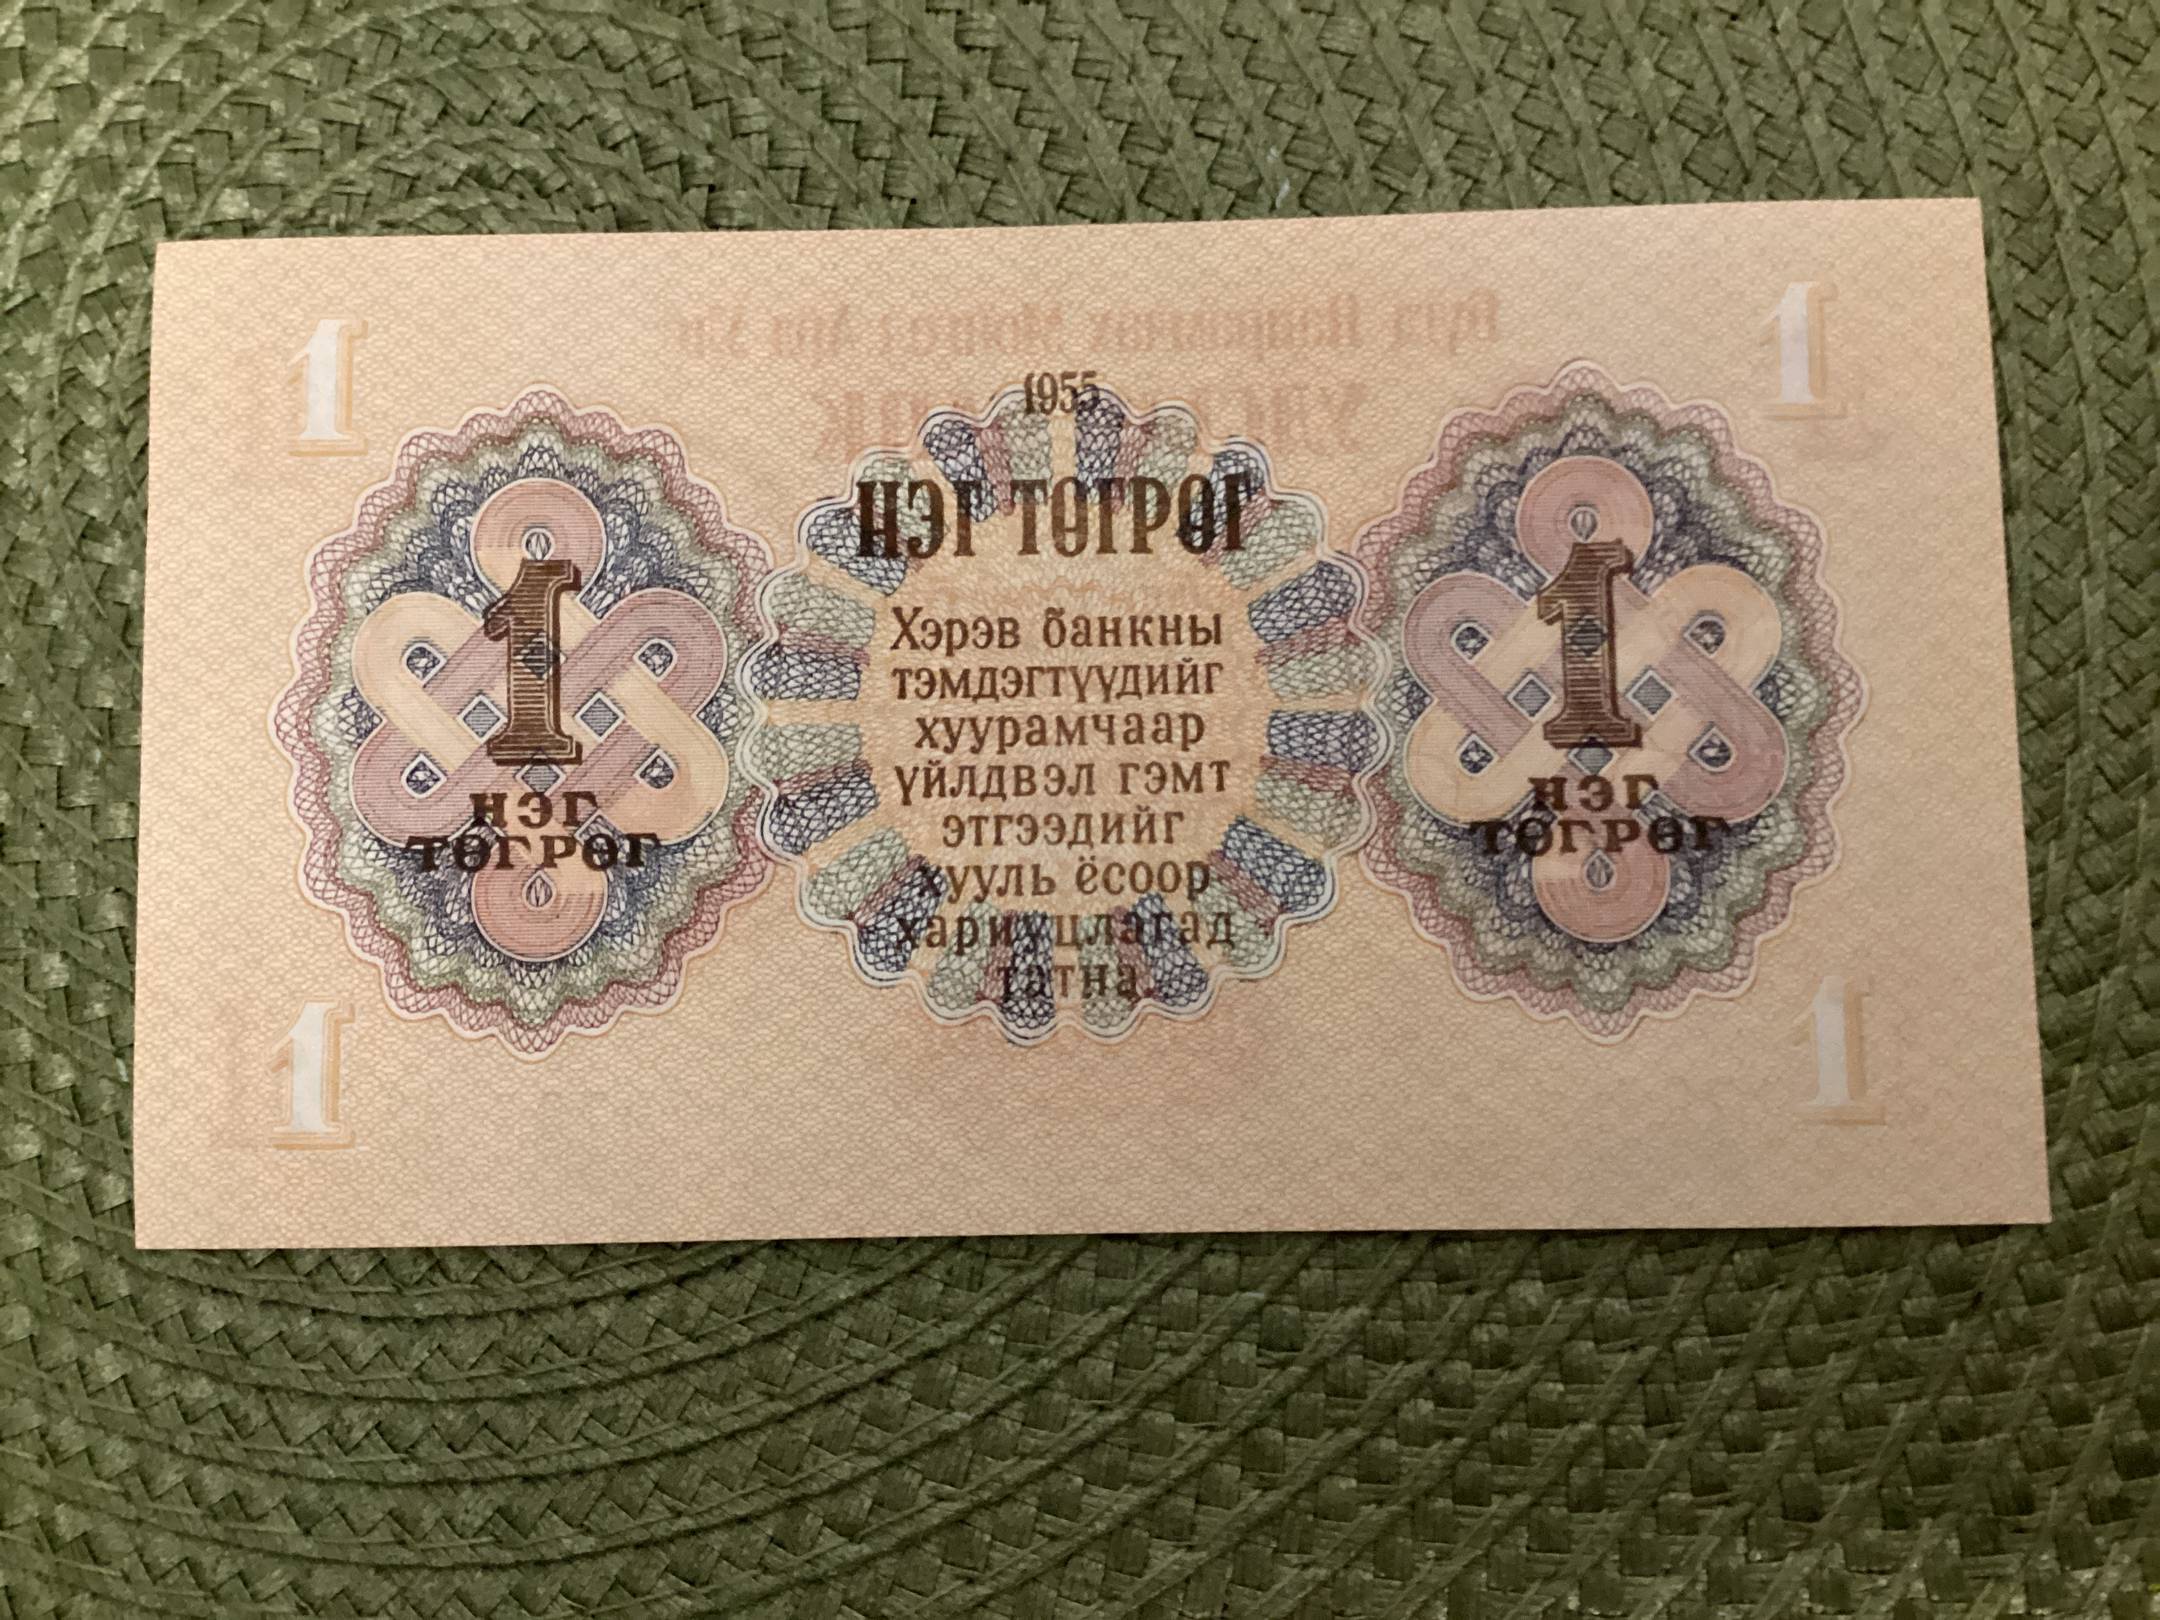 1 1
1955
НЭГ ТӨГРӨГ
Хэрэв банкны
тэмдэгтүүдийг
хуурамчаар
үйлдвэл гэмт
этгээдийг
хууль ёсоор
хариуцлагад
татна.
1
НЭГ
ТӨГРӨГ
1
НЭГ
ТӨГРӨГ
1 1